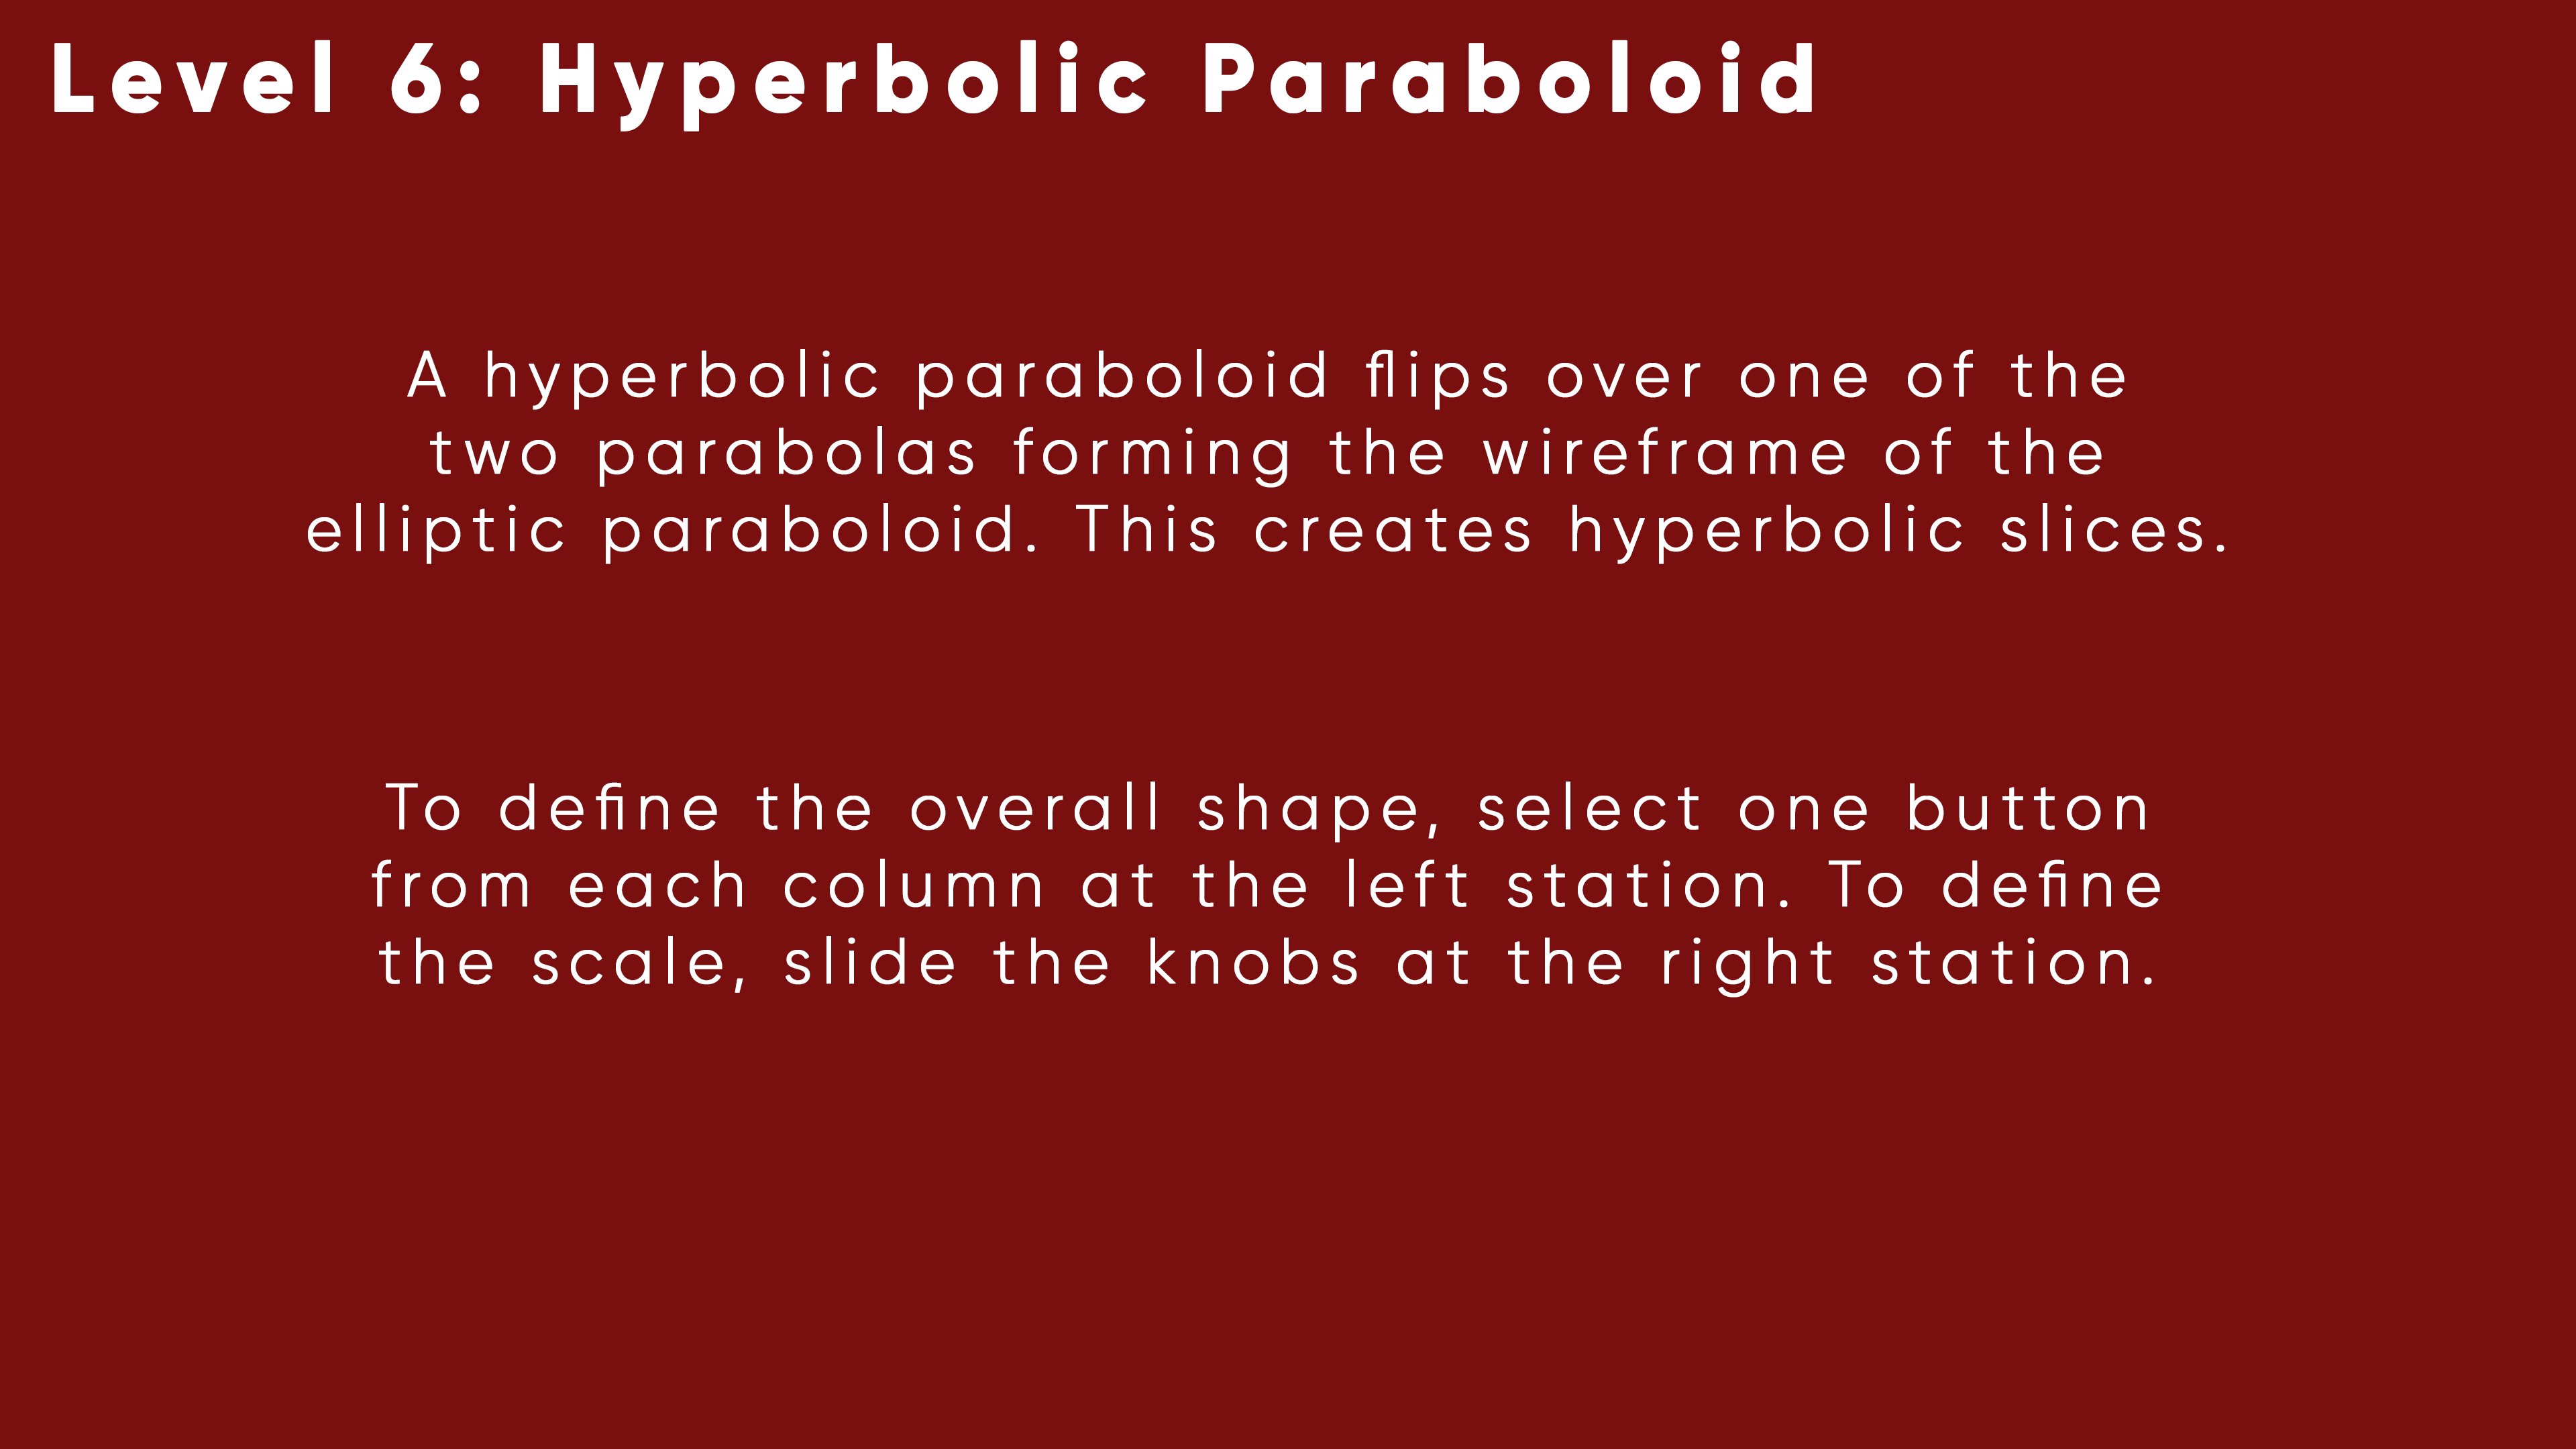 Level 6: Hyperbolic Paraboloid
A hyperbolic paraboloid flips over one of the
two parabolas forming the wireframe of the
elliptic paraboloid. This creates hyperbolic slices.
To define the overall shape, select one button
from each column at the left station. To define
the scale, slide the knobs at the right station.